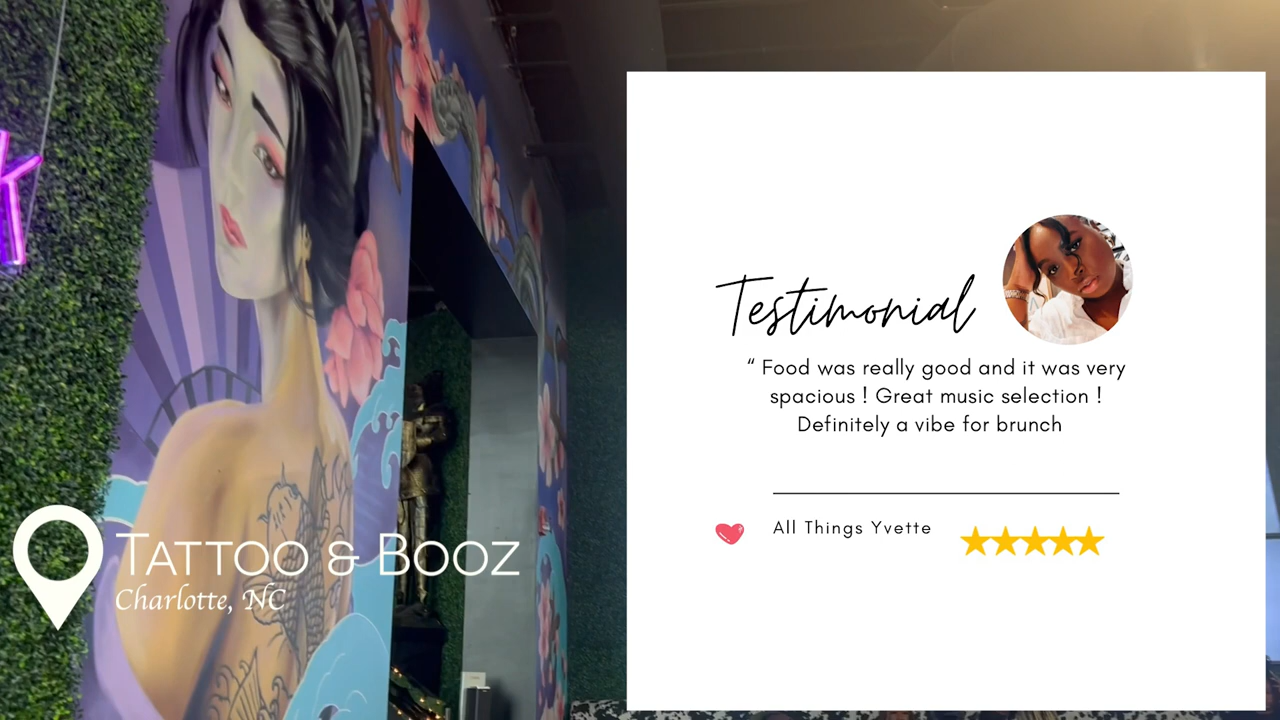 Testimonial
“ Food was really good and it was very
spacious ! Great music selection !
Definitely a vibe for brunch
All Things Yvette
TATTOO & BOOZ
Charlotte, NC